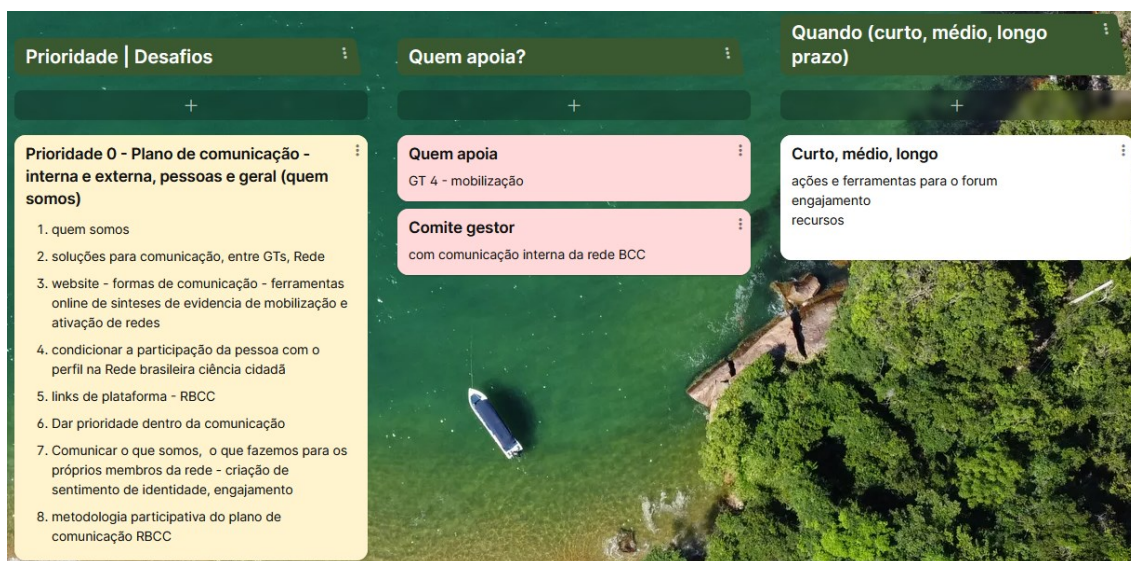 Prioridade | Desafios
Quem apoia?
Quando (curto, médio, longo
prazo)
+
+
+
Prioridade 0 - Plano de comunicação -
interna e externa, pessoas e geral (quem
somos)
1. quem somos
2. soluções para comunicação, entre GTs, Rede
3. website - formas de comunicação - ferramentas
online de sinteses de evidencia de mobilização e
ativação de redes
4. condicionar a participação da pessoa com o
perfil na Rede brasileira ciência cidadã
5. links de plataforma - RBCC
6. Dar prioridade dentro da comunicação
7. Comunicar o que somos, o que fazemos para os
próprios membros da rede - criação de
sentimento de identidade, engajamento
8. metodologia participativa do plano de
comunicação RBCC
Quem apoia
GT 4 - mobilização
Comite gestor
com comunicação interna da rede BCC
Curto, médio, longo
ações e ferramentas para o forum
engajamento
recursos